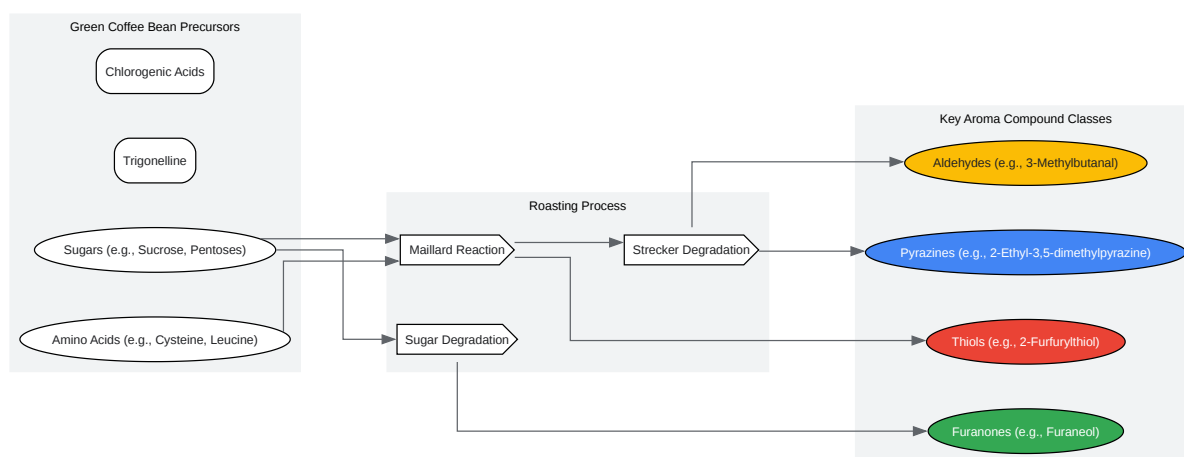 Green Coffee Bean Precursors
Chlorogenic Acids
Trigonelline
Sugars (e.g., Sucrose, Pentoses)
Amino Acids (e.g., Cysteine, Leucine)
Roasting Process
Maillard Reaction
Strecker Degradation
Sugar Degradation
Key Aroma Compound Classes
Aldehydes (e.g., 3-Methylbutanal)
Pyrazines (e.g., 2-Ethyl-3,5-dimethylpyrazine)
Thiols (e.g., 2-Furfurylthiol)
Furanones (e.g., Furaneol)